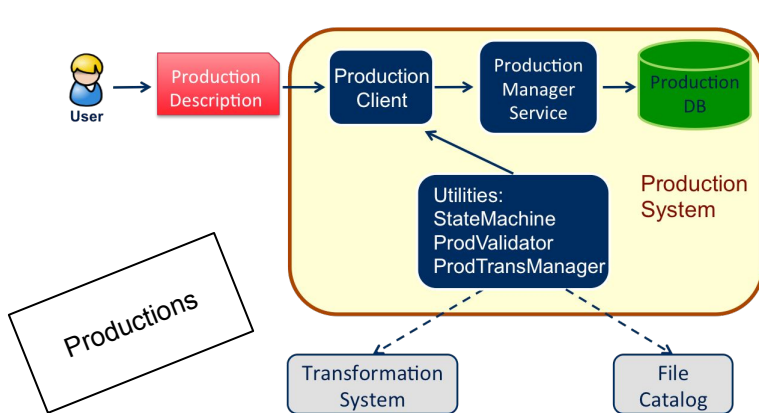 User
Production
Description
Production
Client
Production
Manager
Service
Production
DB
Utilities:
StateMachine
ProdValidator
ProdTransManager
Production
System
Productions
Transformation
System
File
Catalog